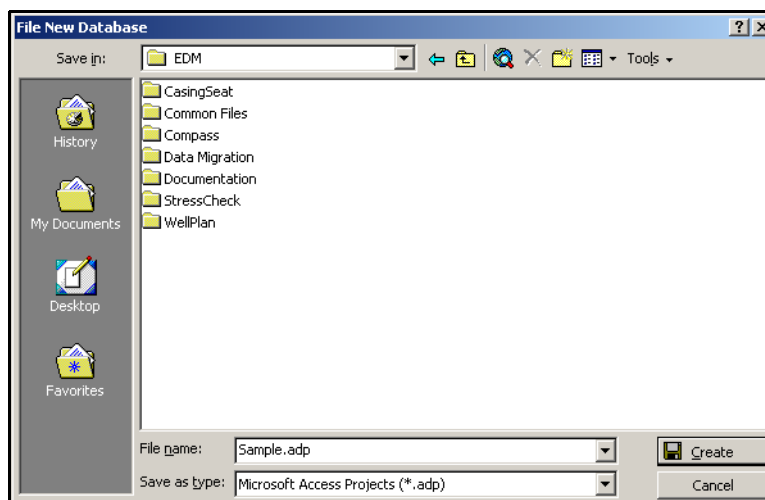 File New Database
Save in: EDM Tools
CasingSeat
Common Files
Compass
Data Migration
Documentation
StressCheck
WellPlan
History
My Documents
Desktop
Favorites
File name: Sample.adp Create
Save as type: Microsoft Access Projects (*.adp) Cancel